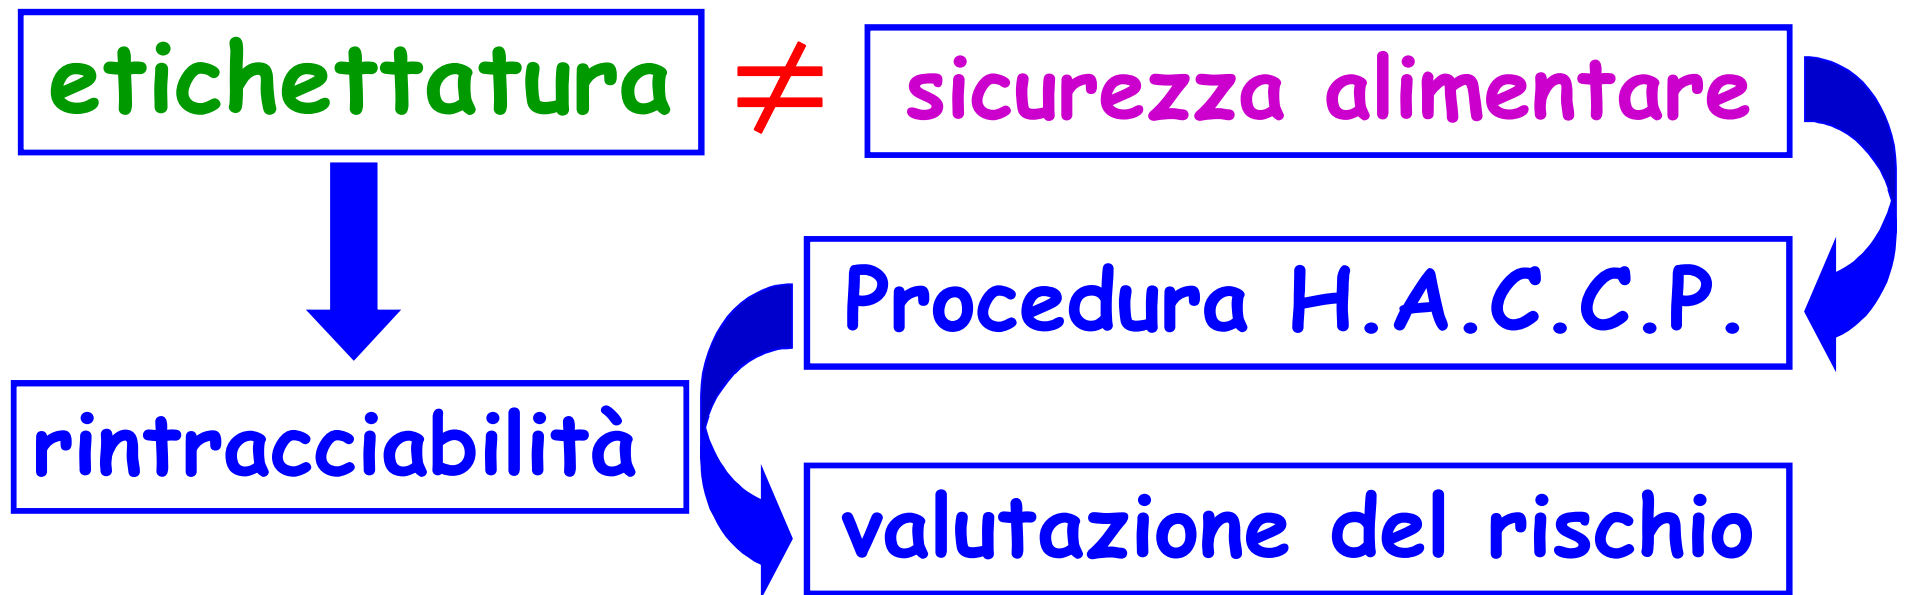 etichettatura ≠ sicurezza alimentare
Procedura H.A.C.C.P.
rintracciabilità
valutazione del rischio